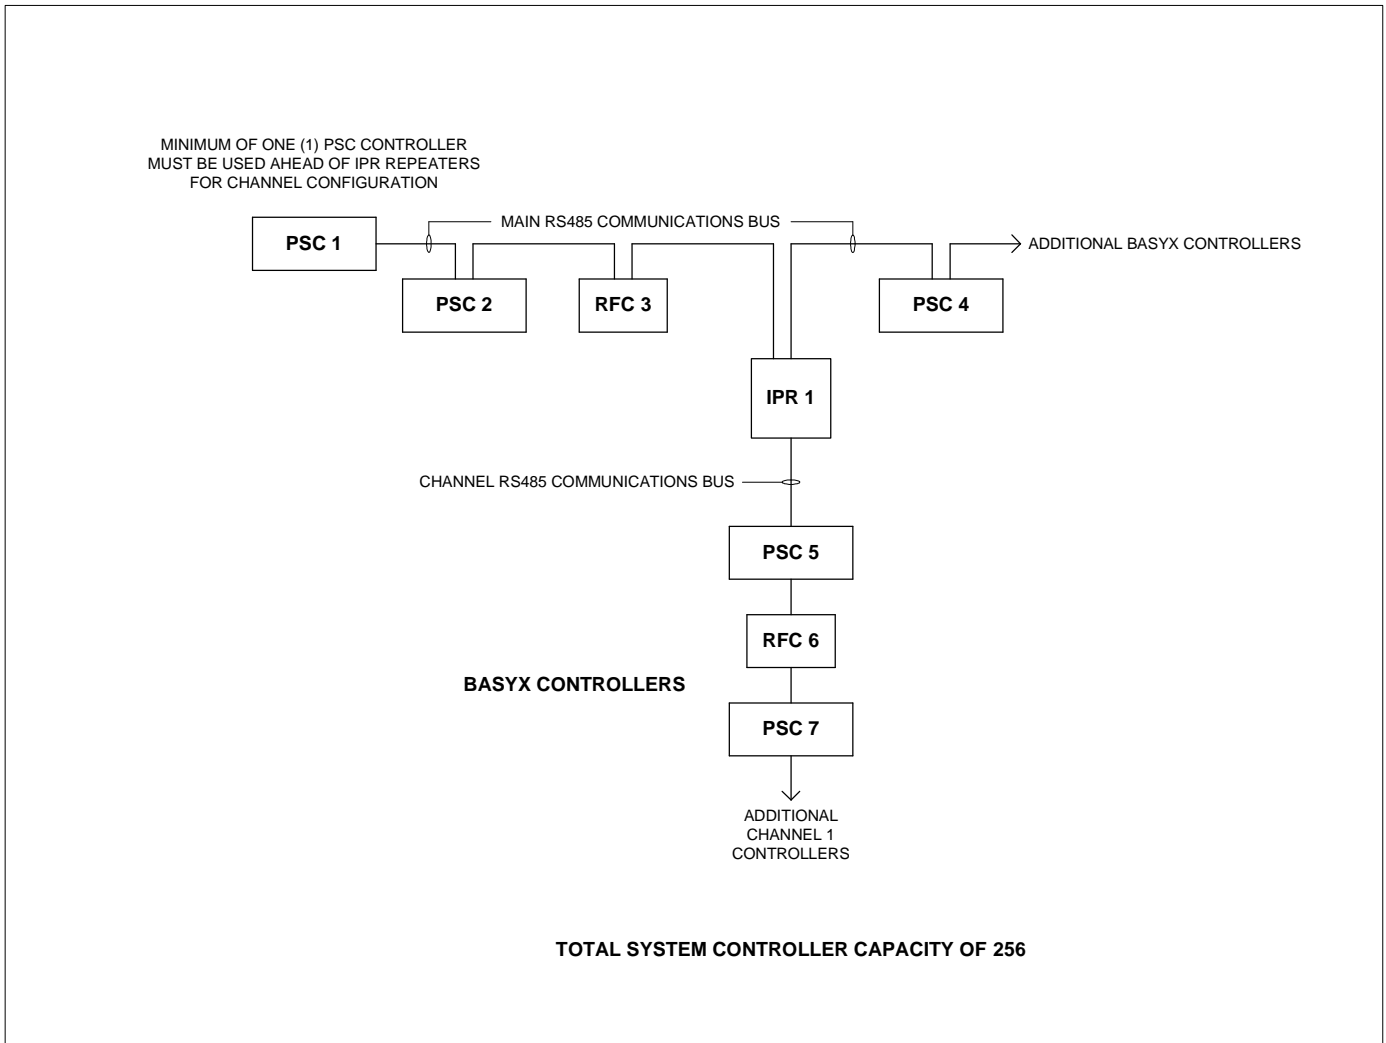 MINIMUM OF ONE (1) PSC CONTROLLER
MUST BE USED AHEAD OF IPR REPEATERS
FOR CHANNEL CONFIGURATION
MAIN RS485 COMMUNICATIONS BUS
PSC 1
ADDITIONAL BASYX CONTROLLERS
PSC 2
RFC 3
PSC 4
IPR 1
CHANNEL RS485 COMMUNICATIONS BUS
PSC 5
RFC 6
BASYX CONTROLLERS
PSC 7
ADDITIONAL
CHANNEL 1
CONTROLLERS
TOTAL SYSTEM CONTROLLER CAPACITY OF 256